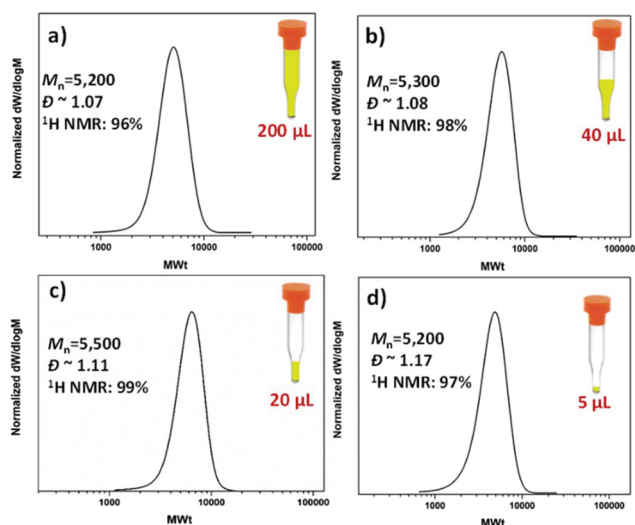 a)
Mn=5,200
Đ ~ 1.07
¹H NMR: 96%
200 µL
Normalized dW/dlogM
1000 10000 100000
MWt
b)
Mn=5,300
Đ ~ 1.08
¹H NMR: 98%
40 µL
Normalized dW/dlogM
1000 10000 100000
MWt
c)
Mn=5,500
Đ ~ 1.11
¹H NMR: 99%
20 µL
Normalized dW/dlogM
1000 10000 100000
MWt
d)
Mn=5,200
Đ ~ 1.17
¹H NMR: 97%
5 µL
Normalized dW/dlogM
1000 10000 100000
MWt